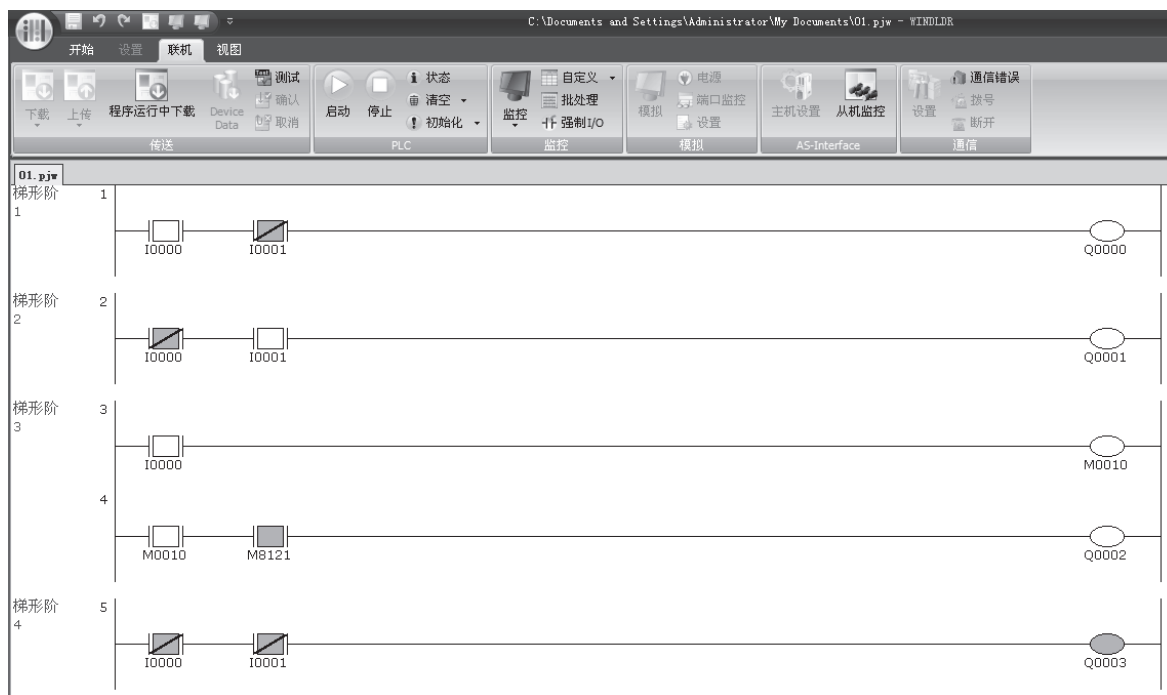 C:\Documents and Settings\Administrator\My Documents\01.pjw - WINDLDR
开始 设置 联机 视图
下载 上传 程序运行中下载 Device Data 测试 确认 取消
传送
启动 停止 状态 清空 初始化
PLC
监控 自定义 批处理 强制I/O
监控
模拟 电源 端口监控 设置
模拟
主机设置 从机监控
AS-Interface
设置 通信错误 拨号 断开
通信
01.pjw
梯形阶 1
1
I0000 I0001 Q0000
梯形阶 2
2
I0000 I0001 Q0001
梯形阶 3
3
I0000 M0010
4
M0010 M8121 Q0002
梯形阶 5
4
I0000 I0001 Q0003